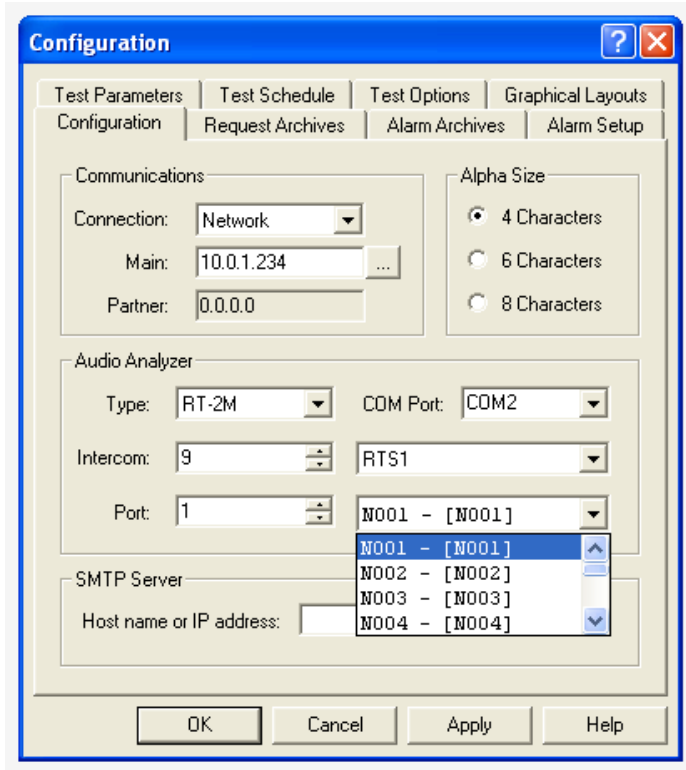 Configuration
Test Parameters Test Schedule Test Options Graphical Layouts
Configuration Request Archives Alarm Archives Alarm Setup
Communications
Connection: Network
Main: 10.0.1.234 ...
Partner: 0.0.0.0
Alpha Size
4 Characters
6 Characters
8 Characters
Audio Analyzer
Type: RT-2M COM Port: COM2
Intercom: 9 RTS1
Port: 1 N001 - [N001]
N001 - [N001]
N002 - [N002]
N003 - [N003]
N004 - [N004]
SMTP Server
Host name or IP address:
OK Cancel Apply Help